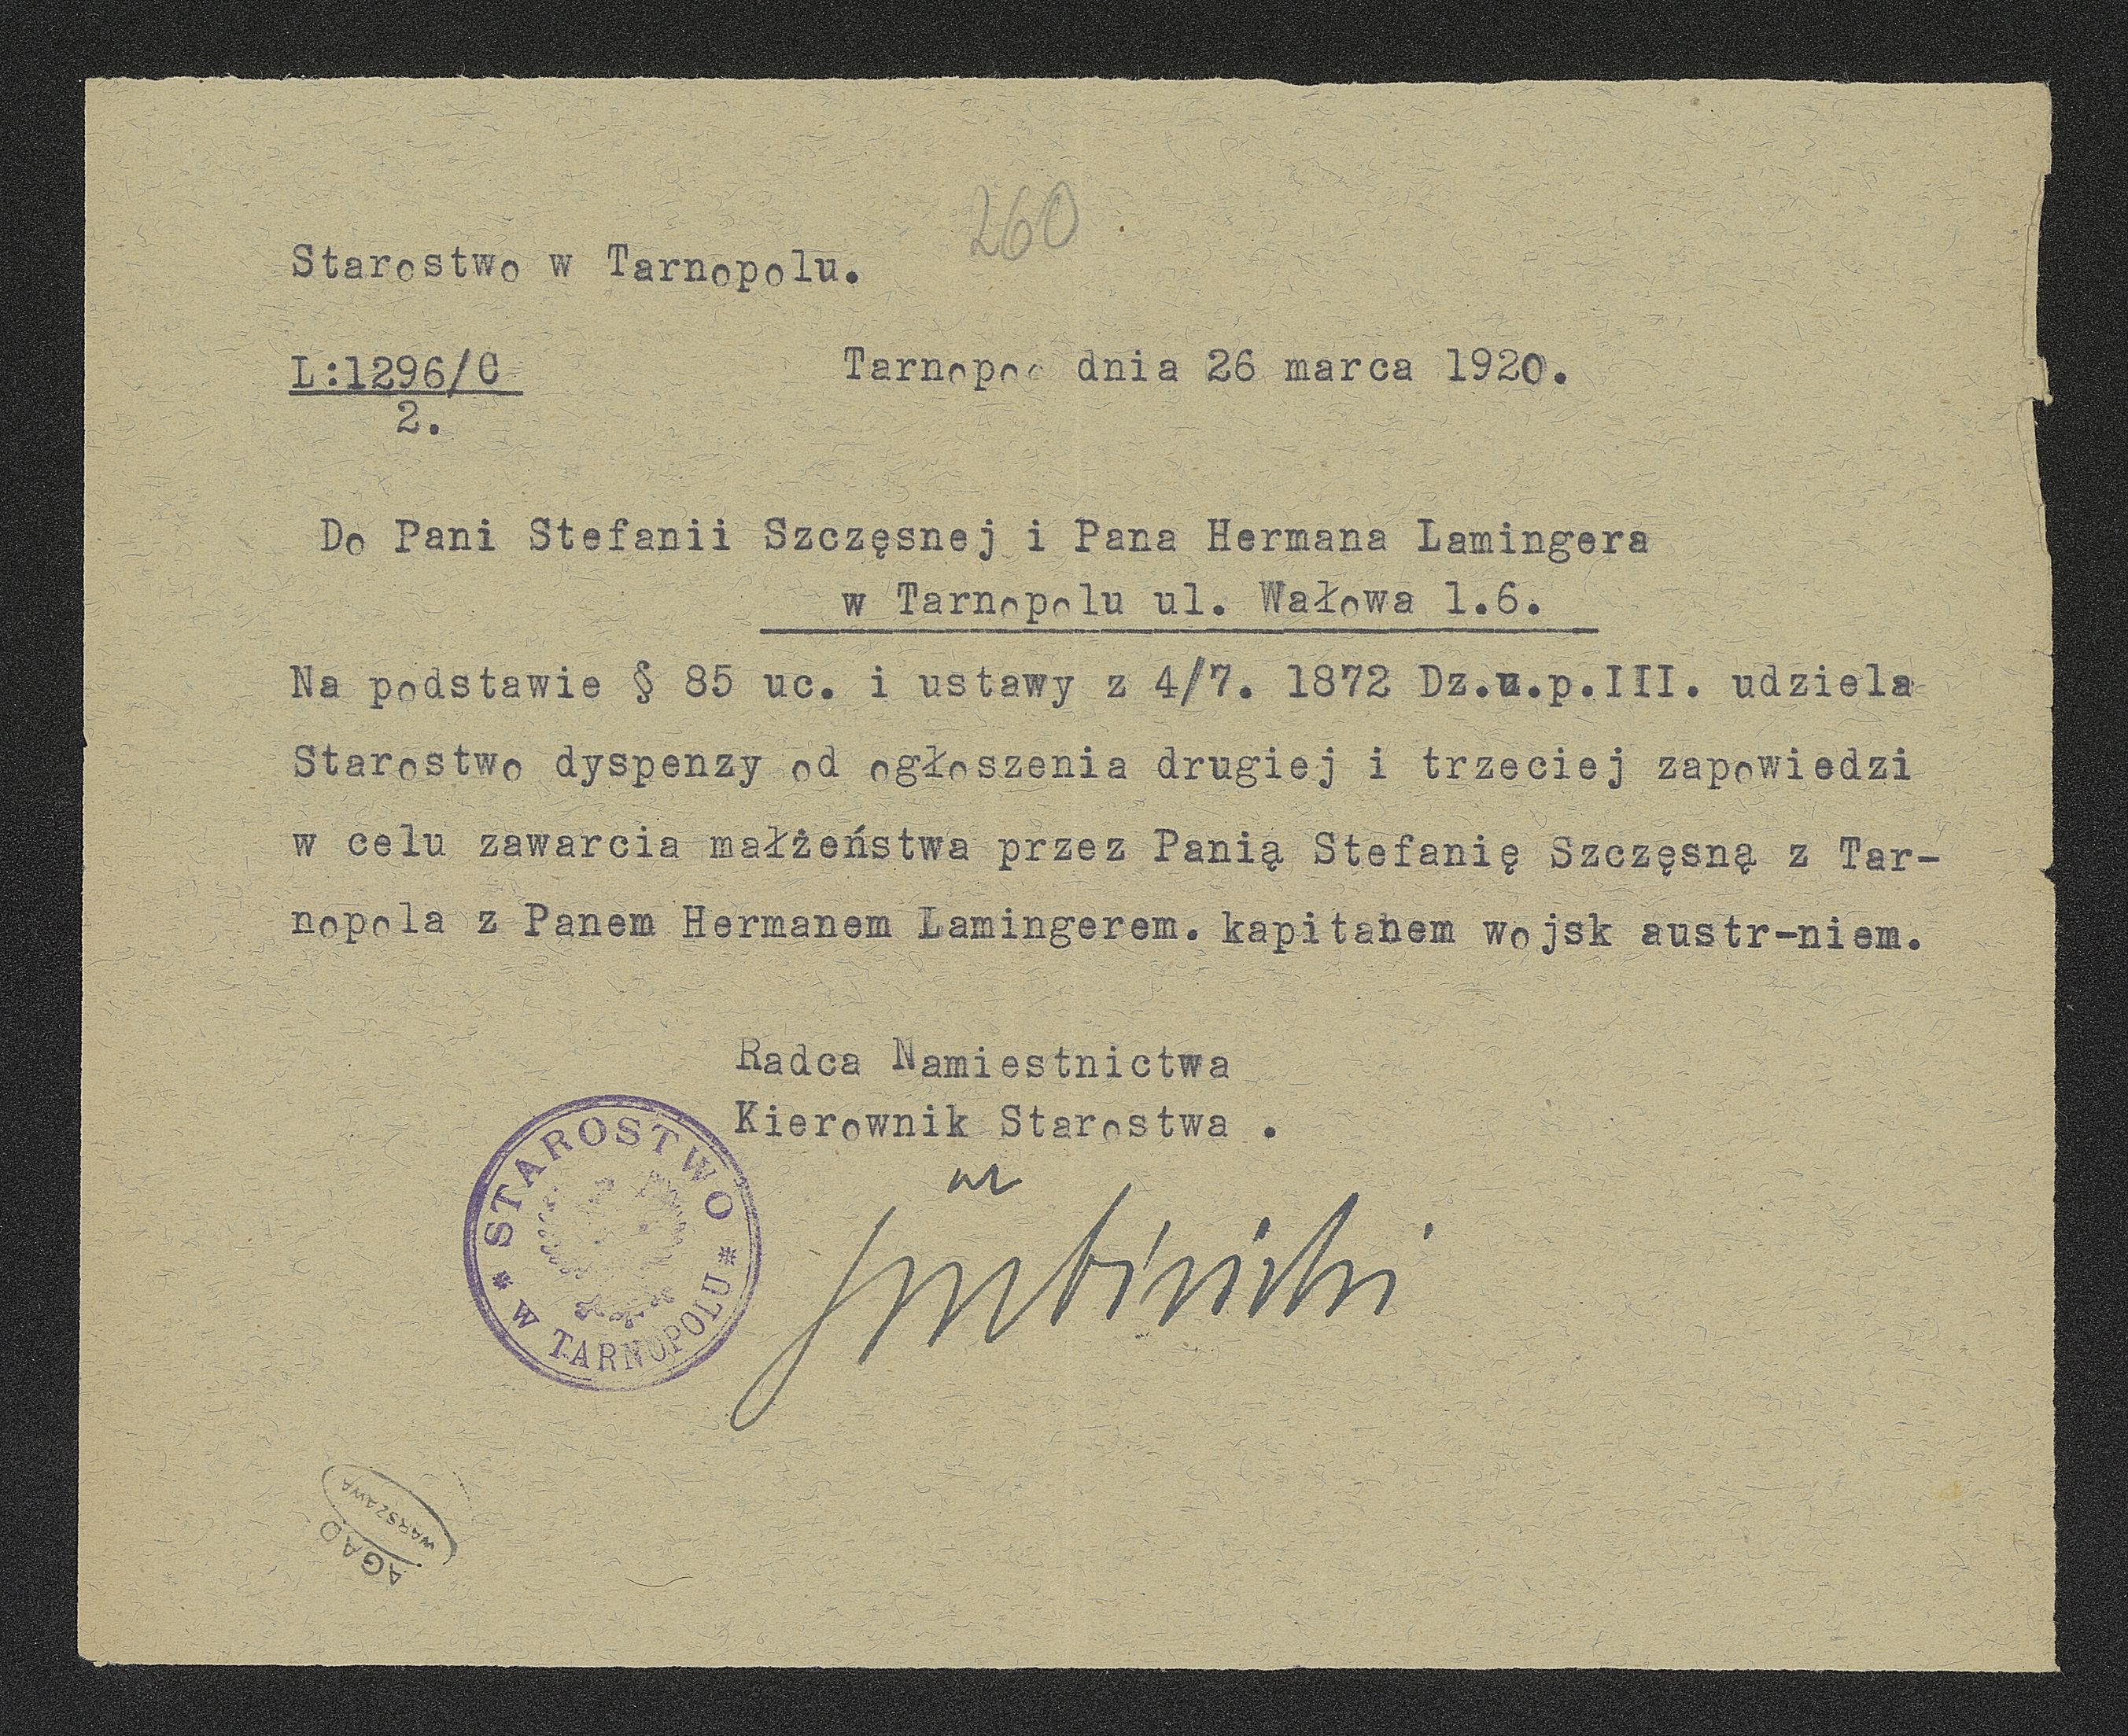 260
Starostwo w Tarnopolu.
L:1296/C
2.
Tarnopoc dnia 26 marca 1920.
Do Pani Stefanii Szczęsnej i Pana Hermana Lamingera
w Tarnopolu ul. Wałowa l.6.
Na podstawie § 85 uc. i ustawy z 4/7. 1872 Dz.u.p.III. udziela
Starostwo dyspenzy od ogłoszenia drugiej i trzeciej zapowiedzi
w celu zawarcia małżeństwa przez Panią Stefanię Szczęsną z Tar-
nopola z Panem Hermanem Lamingerem. kapitanem wojsk austr-niem.
Radca Namiestnictwa
Kierownik Starostwa .
STAROSTWO
* W TARNOPOLU *
AGAD
WARSZAWA